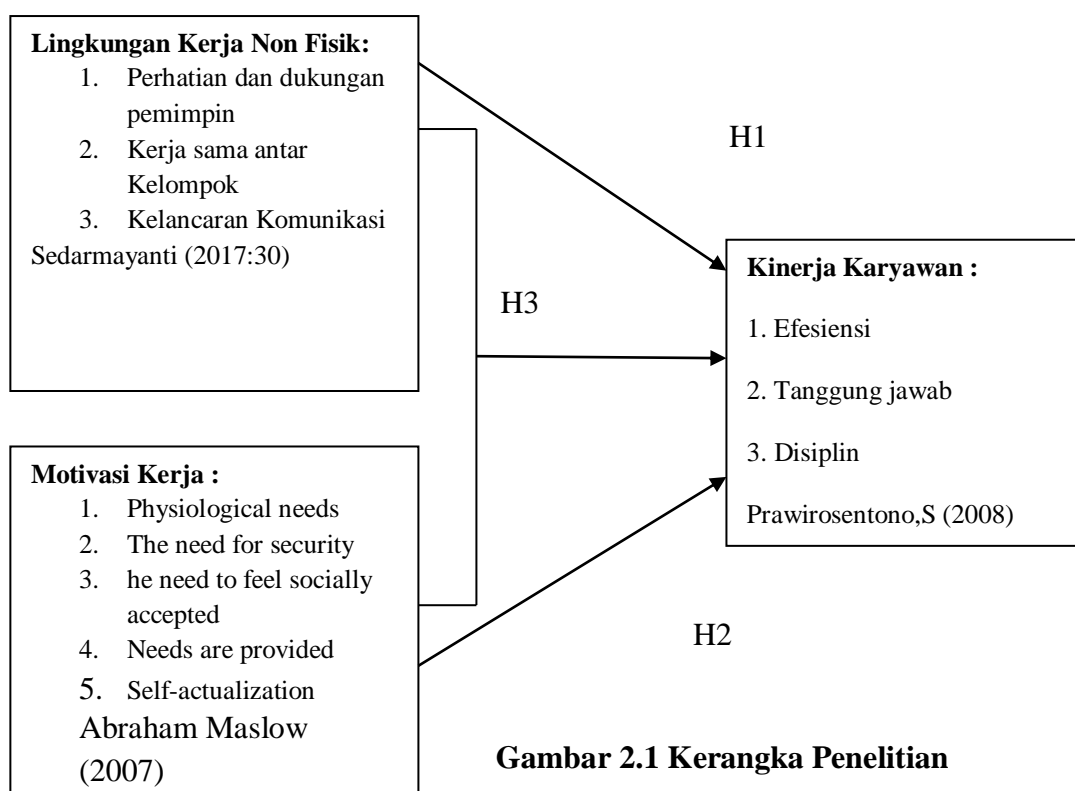 Lingkungan Kerja Non Fisik:
1. Perhatian dan dukungan
pemimpin
2. Kerja sama antar
Kelompok
3. Kelancaran Komunikasi
Sedarmayanti (2017:30)
H1
H3
Kinerja Karyawan :
1. Efesiensi
2. Tanggung jawab
3. Disiplin
Prawirosentono,S (2008)
Motivasi Kerja :
1. Physiological needs
2. The need for security
3. he need to feel socially
accepted
4. Needs are provided
5. Self-actualization
Abraham Maslow
(2007)
H2
Gambar 2.1 Kerangka Penelitian